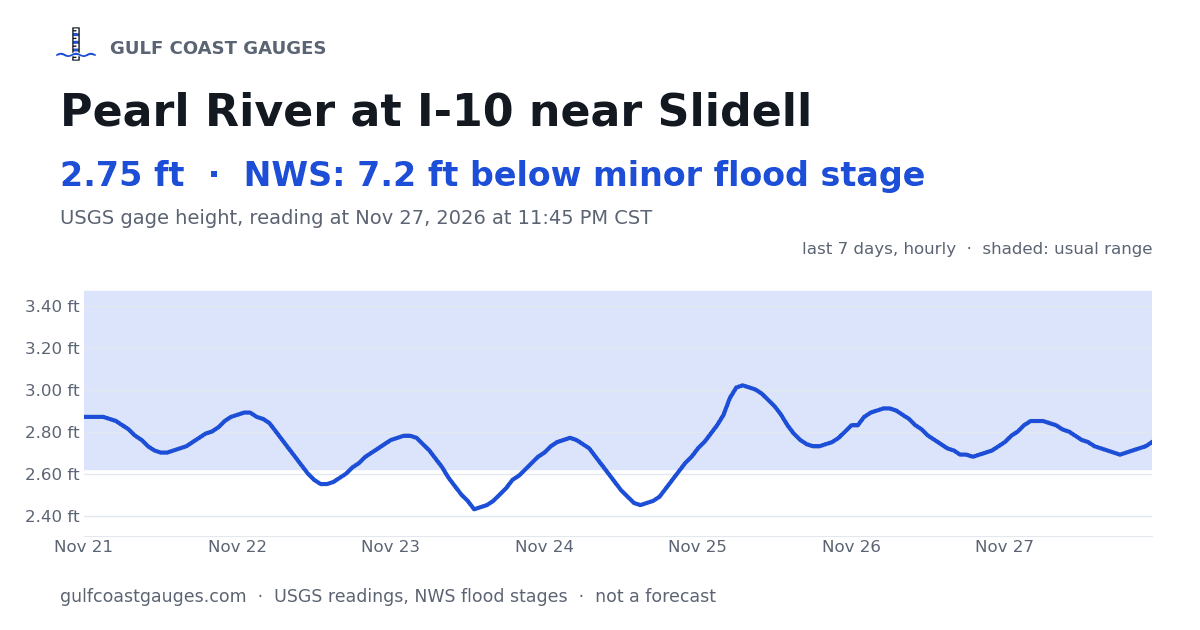 GULF COAST GAUGES
Pearl River at I-10 near Slidell
2.75 ft · NWS: 7.2 ft below minor flood stage
USGS gage height, reading at Nov 27, 2026 at 11:45 PM CST
last 7 days, hourly · shaded: usual range
3.40 ft
3.20 ft
3.00 ft
2.80 ft
2.60 ft
2.40 ft
Nov 21 Nov 22 Nov 23 Nov 24 Nov 25 Nov 26 Nov 27
gulfcoastgauges.com · USGS readings, NWS flood stages · not a forecast